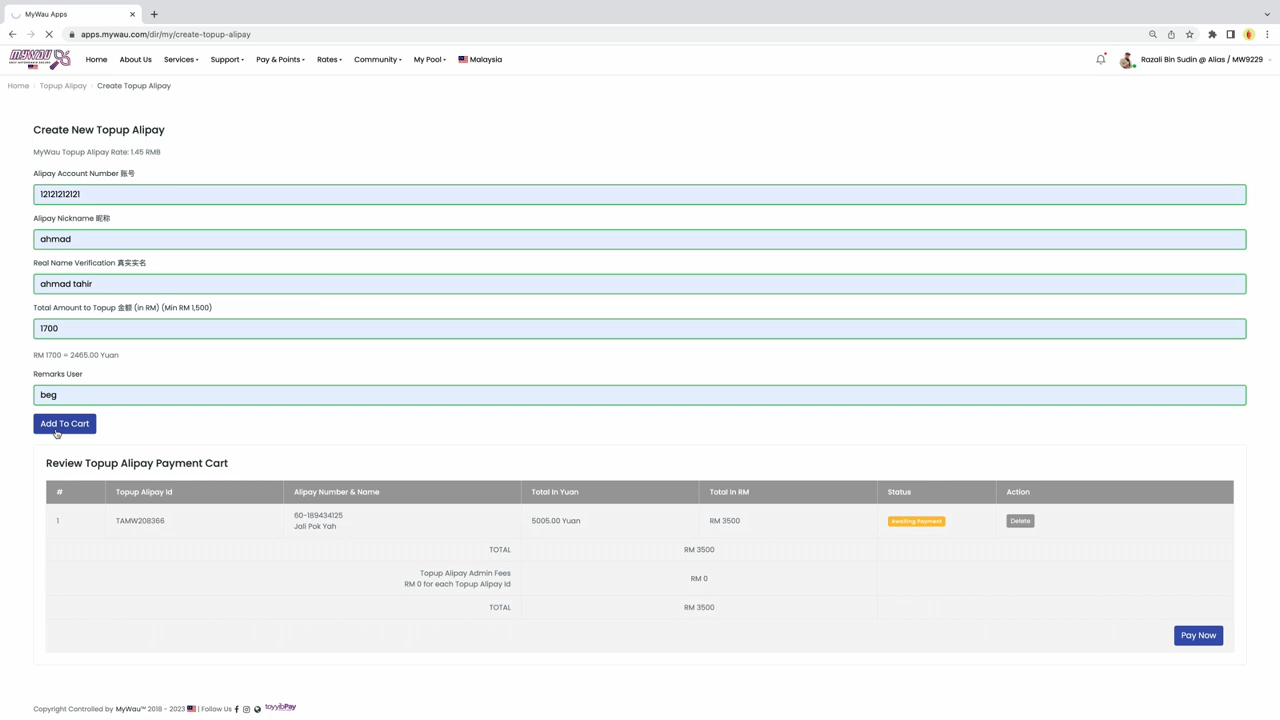 MyWau Apps
apps.mywau.com/dir/my/create-topup-alipay
MYWAU
Home About Us Services Support Pay & Points Rates Community My Pool Malaysia
Razali Bin Sudin @ Alias / MW9229
Home / Topup Alipay / Create Topup Alipay
Create New Topup Alipay
MyWau Topup Alipay Rate: 1.45 RMB
Alipay Account Number 账号
12121212121
Alipay Nickname 昵称
ahmad
Real Name Verification 真实实名
ahmad tahir
Total Amount to Topup 金额 (in RM) (Min RM 1,500)
1700
RM 1700 = 2465.00 Yuan
Remarks User
beg
Add To Cart
Review Topup Alipay Payment Cart
# Topup Alipay Id Alipay Number & Name Total In Yuan Total In RM Status Action
1 TAMW208366 60-189434125 5005.00 Yuan RM 3500 Awaiting Payment Delete
Jali Pok Yah
TOTAL RM 3500
Topup Alipay Admin Fees
RM 0 for each Topup Alipay Id RM 0
TOTAL RM 3500
Pay Now
Copyright Controlled by MyWau™ 2018 - 2023 | Follow Us toyyibPay